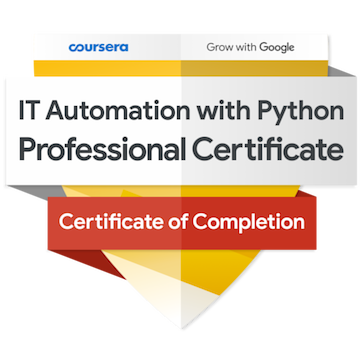 coursera
Grow with Google
IT Automation with Python
Professional Certificate
Certificate of Completion